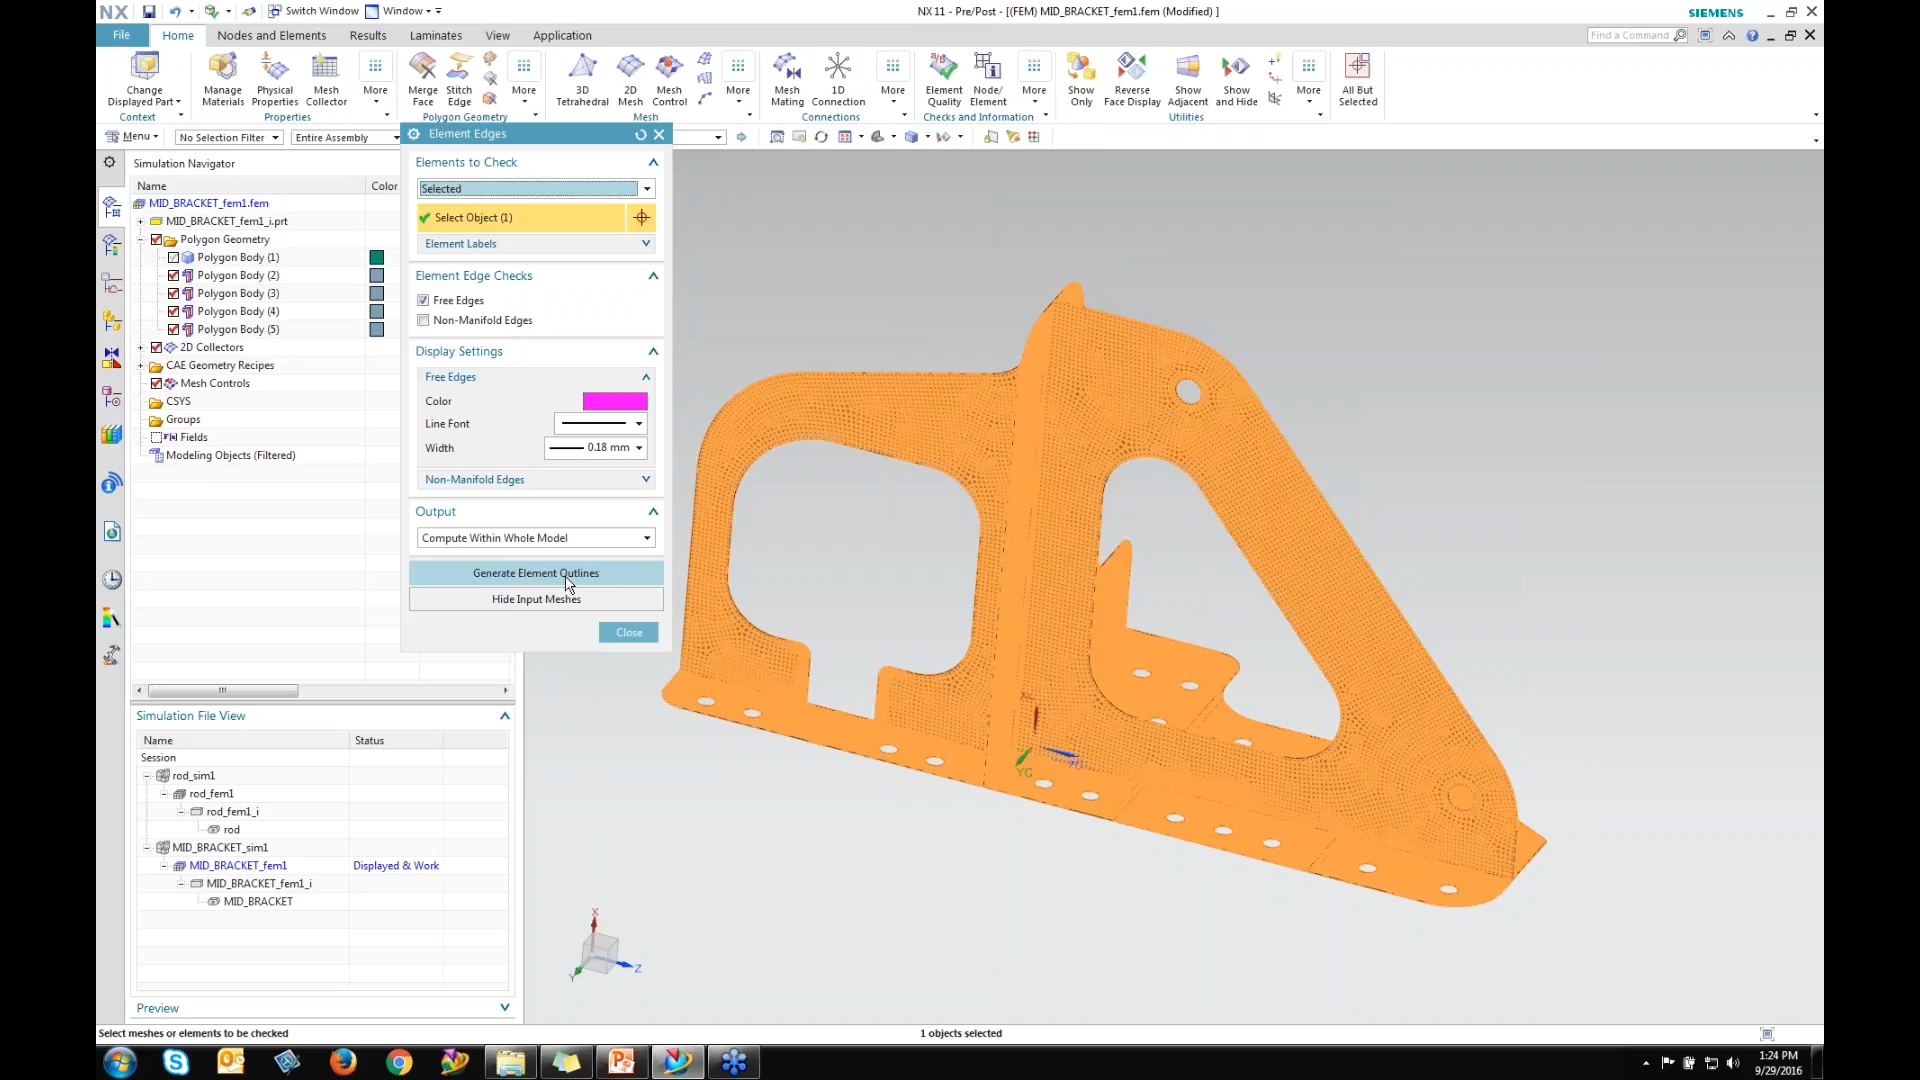 NX
Switch Window
Window
NX 11 - Pre/Post - [(FEM) MID_BRACKET_fem1.fem (Modified) ]
SIEMENS
File
Home
Nodes and Elements
Results
Laminates
View
Application
Find a Command
Change Displayed Part
Manage Materials
Physical Properties
Mesh Collector
More
Merge Face
Stitch Edge
More
3D Tetrahedral
2D Mesh
Mesh Control
More
Mesh Mating
1D Connection
More
Element Quality
Node/ Element
More
Show Only
Reverse Face Display
Show Adjacent
Show and Hide
More
All But Selected
Context
Properties
Polygon Geometry
Mesh
Connections
Checks and Information
Utilities
Menu
No Selection Filter
Entire Assembly
Element Edges
Elements to Check
Selected
Select Object (1)
Element Labels
Element Edge Checks
Free Edges
Non-Manifold Edges
Display Settings
Free Edges
Color
Line Font
Width
0.18 mm
Non-Manifold Edges
Output
Compute Within Whole Model
Generate Element Outlines
Hide Input Meshes
Close
Simulation Navigator
Name
Color
MID_BRACKET_fem1.fem
MID_BRACKET_fem1_i.prt
Polygon Geometry
Polygon Body (1)
Polygon Body (2)
Polygon Body (3)
Polygon Body (4)
Polygon Body (5)
2D Collectors
CAE Geometry Recipes
Mesh Controls
CSYS
Groups
Fields
Modeling Objects (Filtered)
Simulation File View
Name
Status
Session
rod_sim1
rod_fem1
rod_fem1_i
rod
MID_BRACKET_sim1
MID_BRACKET_fem1
Displayed & Work
MID_BRACKET_fem1_i
MID_BRACKET
Preview
YC
X
Y
Z
Select meshes or elements to be checked
1 objects selected
1:24 PM
9/29/2016